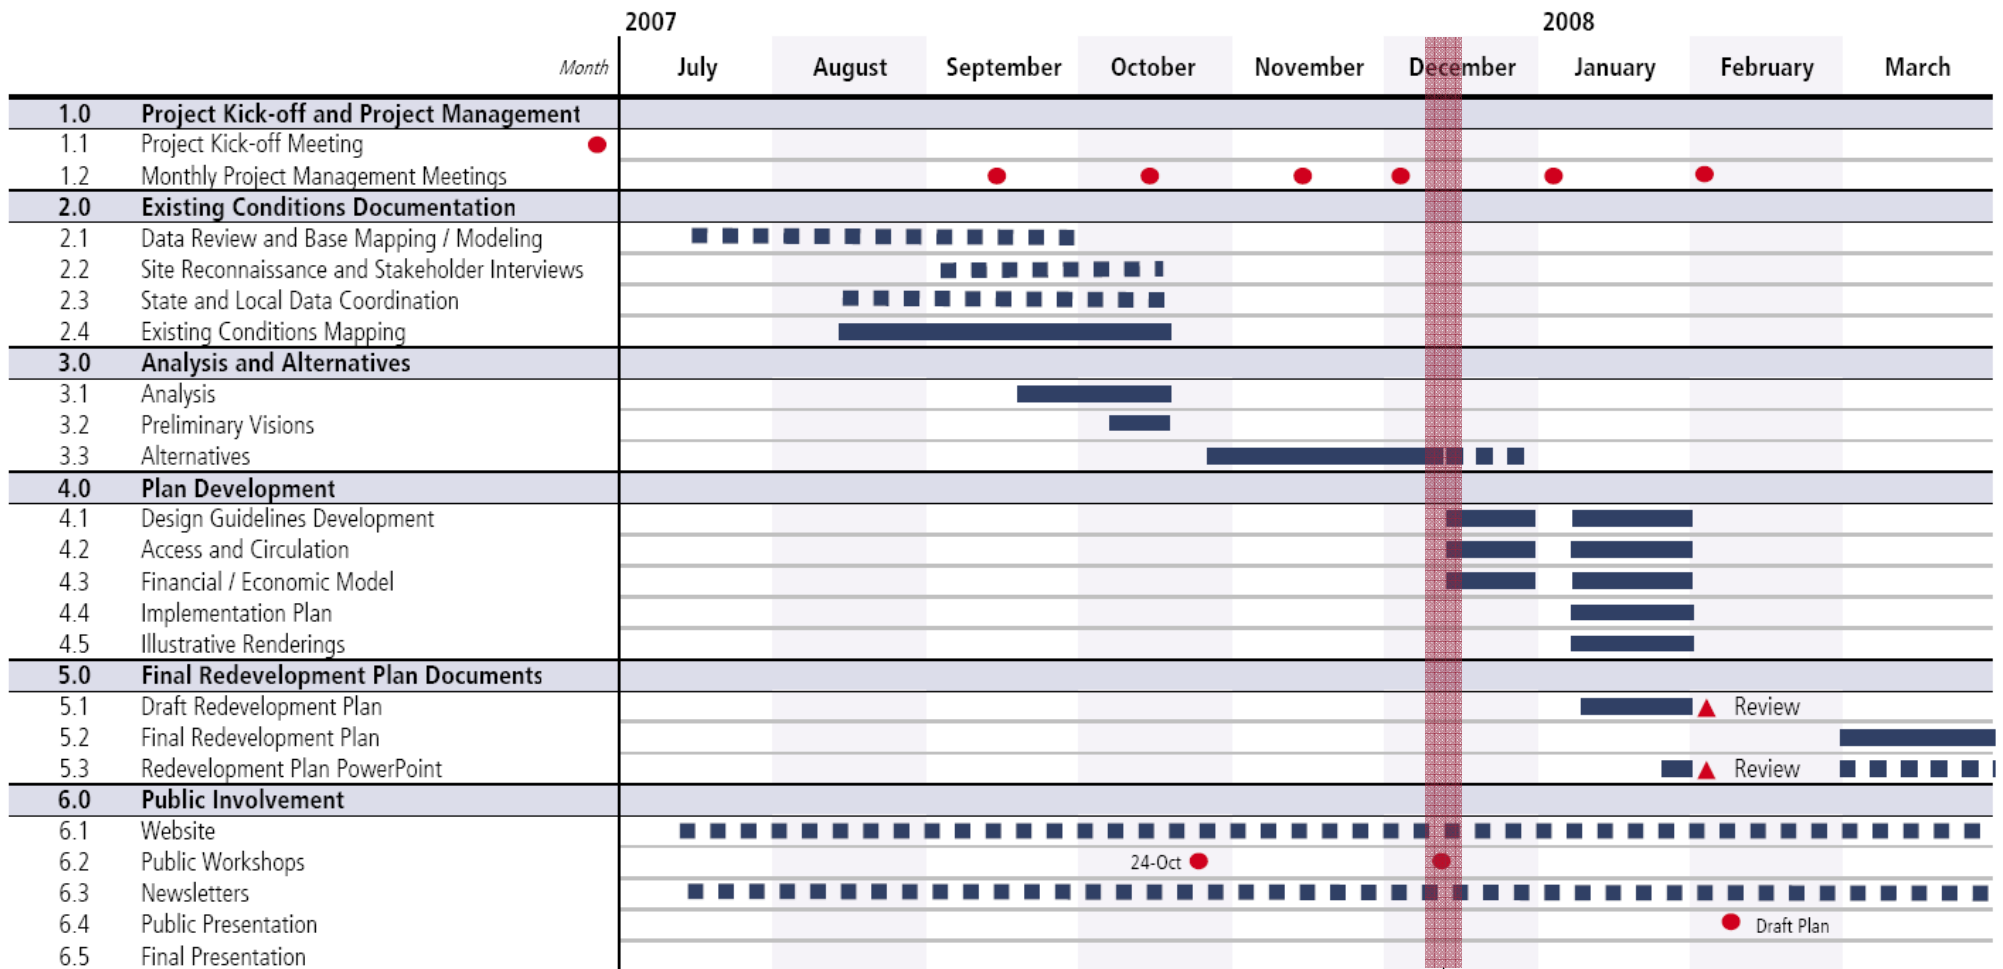 2007 2008
Month July August September October November December January February March
1.0 Project Kick-off and Project Management
1.1 Project Kick-off Meeting
1.2 Monthly Project Management Meetings
2.0 Existing Conditions Documentation
2.1 Data Review and Base Mapping / Modeling
2.2 Site Reconnaissance and Stakeholder Interviews
2.3 State and Local Data Coordination
2.4 Existing Conditions Mapping
3.0 Analysis and Alternatives
3.1 Analysis
3.2 Preliminary Visions
3.3 Alternatives
4.0 Plan Development
4.1 Design Guidelines Development
4.2 Access and Circulation
4.3 Financial / Economic Model
4.4 Implementation Plan
4.5 Illustrative Renderings
5.0 Final Redevelopment Plan Documents
5.1 Draft Redevelopment Plan Review
5.2 Final Redevelopment Plan
5.3 Redevelopment Plan PowerPoint Review
6.0 Public Involvement
6.1 Website
6.2 Public Workshops 24-Oct
6.3 Newsletters
6.4 Public Presentation Draft Plan
6.5 Final Presentation